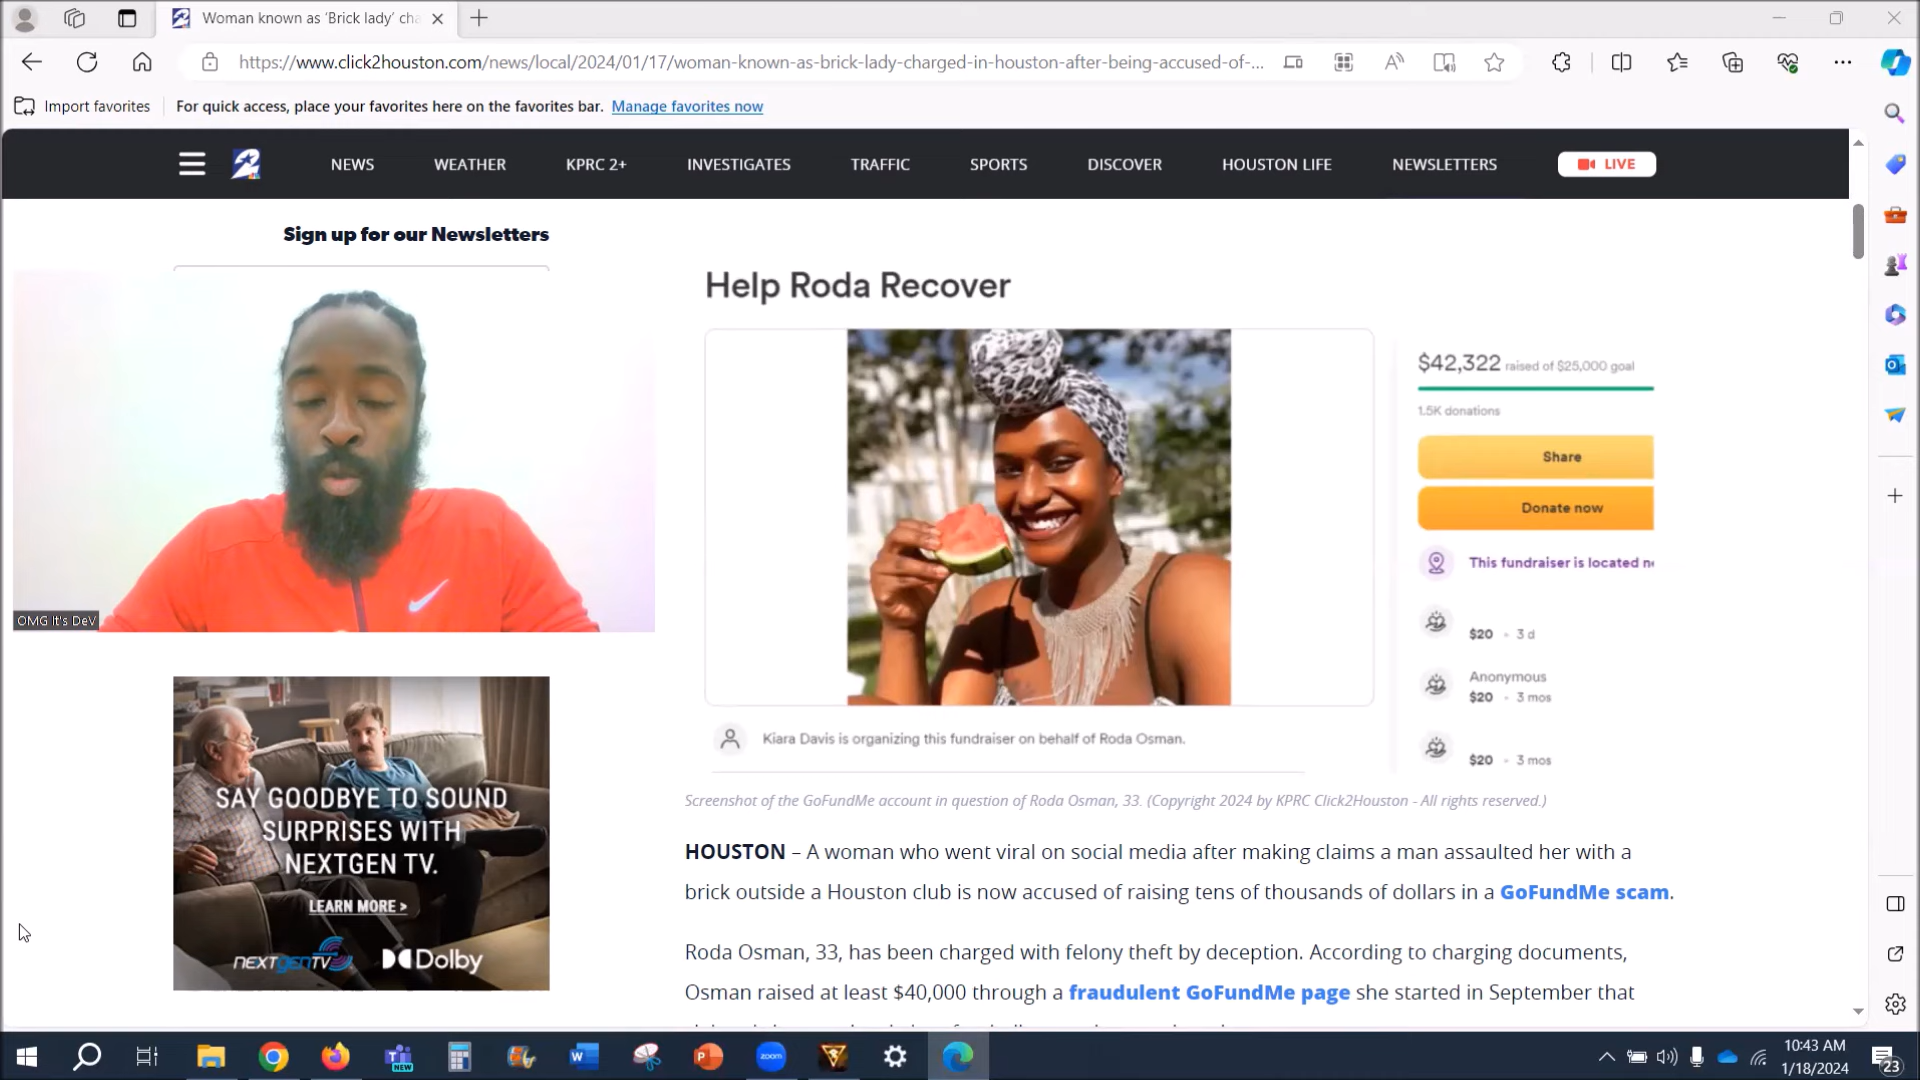 Woman known as ‘Brick lady’ cha
https://www.click2houston.com/news/local/2024/01/17/woman-known-as-brick-lady-charged-in-houston-after-being-accused-of-...
Import favorites
For quick access, place your favorites here on the favorites bar. Manage favorites now
NEWS
WEATHER
KPRC 2+
INVESTIGATES
TRAFFIC
SPORTS
DISCOVER
HOUSTON LIFE
NEWSLETTERS
LIVE
Sign up for our Newsletters
OMG It's DeV
SAY GOODBYE TO SOUND
SURPRISES WITH
NEXTGEN TV.
LEARN MORE >
NEXTGENTV
Dolby
Help Roda Recover
$42,322 raised of $25,000 goal
1.5K donations
Share
Donate now
This fundraiser is located ne
$20 • 3 d
Anonymous
$20 • 3 mos
$20 • 3 mos
Kiara Davis is organizing this fundraiser on behalf of Roda Osman.
Screenshot of the GoFundMe account in question of Roda Osman, 33. (Copyright 2024 by KPRC Click2Houston - All rights reserved.)
HOUSTON – A woman who went viral on social media after making claims a man assaulted her with a
brick outside a Houston club is now accused of raising tens of thousands of dollars in a GoFundMe scam.
Roda Osman, 33, has been charged with felony theft by deception. According to charging documents,
Osman raised at least $40,000 through a fraudulent GoFundMe page she started in September that
NEW
zoom
10:43 AM
1/18/2024
23